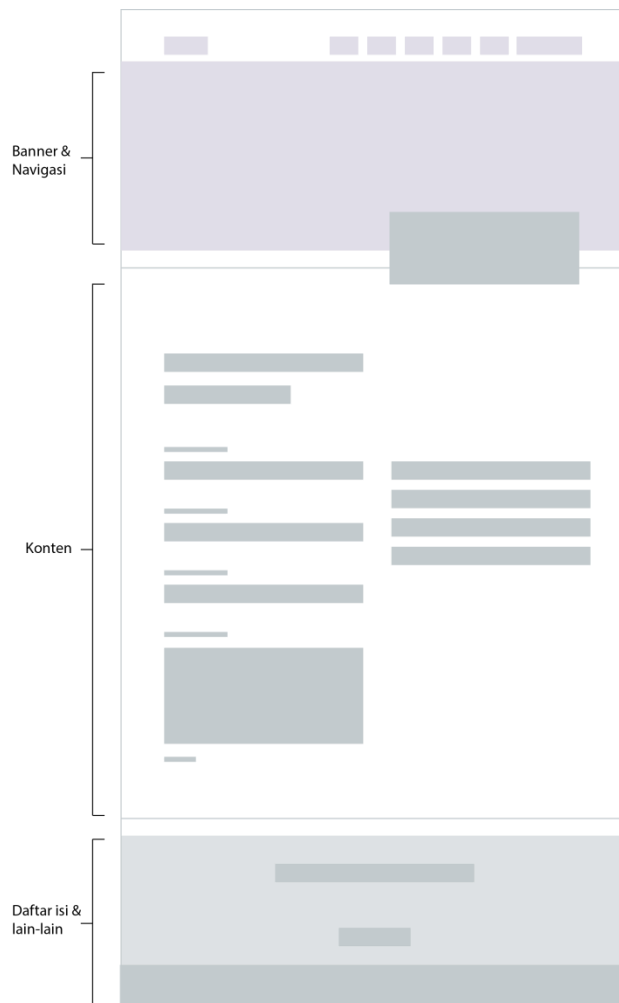 Banner &
Navigasi
Konten
Daftar isi &
lain-lain